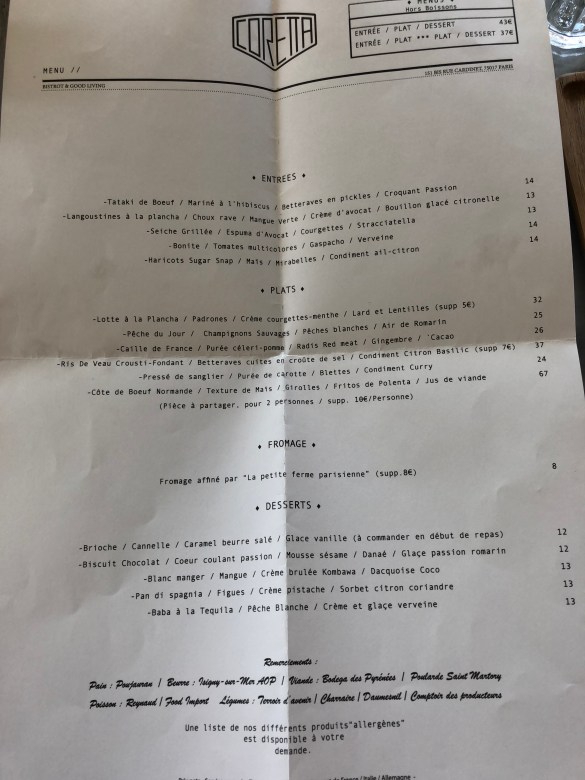 CORETTA
♦ MENUS ♦
Hors Boissons
ENTRÉE / PLAT / DESSERT 43€
ENTRÉE / PLAT *** PLAT / DESSERT 37€
MENU //
BISTROT & GOOD LIVING
151 BIS RUE CARDINET, 75017 PARIS
♦ ENTREES ♦
-Tataki de Boeuf / Mariné à l'hibiscus / Betteraves en pickles / Croquant Passion 14
-Langoustines à la plancha / Choux rave / Mangue Verte / Crème d'avocat / Bouillon glacé citronelle 13
-Seiche Grillée / Espuma d'Avocat / Courgettes / Stracciatella 13
-Bonite / Tomates multicolores / Gaspacho / Verveine 14
-Haricots Sugar Snap / Maïs / Mirabelles / Condiment ail-citron 14
♦ PLATS ♦
-Lotte à la Plancha / Padrones / Crème courgettes-menthe / Lard et Lentilles (supp 5€) 32
-Pêche du Jour / Champignons Sauvages / Pêches blanches / Air de Romarin 25
-Caille de France / Purée céleri-pomme / Radis Red meat / Gingembre / ´Cacao 26
-Ris De Veau Crousti-Fondant / Betteraves cuites en croûte de sel / Condiment Citron Basilic (supp 7€) 37
-Pressé de sanglier / Purée de carotte / Blettes / Condiment Curry 24
-Côte de Boeuf Normande / Texture de Maïs / Girolles / Fritos de Polenta / Jus de viande 67
(Pièce à partager, pour 2 personnes / supp. 10€/Personne)
♦ FROMAGE ♦
Fromage affiné par "La petite ferme parisienne" (supp.8€) 8
♦ DESSERTS ♦
-Brioche / Cannelle / Caramel beurre salé / Glace vanille (à commander en début de repas) 12
-Biscuit Chocolat / Coeur coulant passion / Mousse sésame / Danaé / Glaçe passion romarin 12
-Blanc manger / Mangue / Crème brulée Kombawa / Dacquoise Coco 13
-Pan di spagnia / Figues / Crème pistache / Sorbet citron coriandre 13
-Baba à la Tequila / Pêche Blanche / Crème et glaçe verveine 13
Remerciements :
Pain : Poujauran | Beurre : Isigny-sur-Mer AOP | Viande : Bodega des Pyrénées | Poularde Saint Martory
Poisson : Reynaud | Food Import Légumes : Terroir d'avenir | Charraire | Daumesnil | Comptoir des producteurs
Une liste de nos différents produits"allergènes"
est disponible à votre
demande.
de France / Italie / Allemagne -